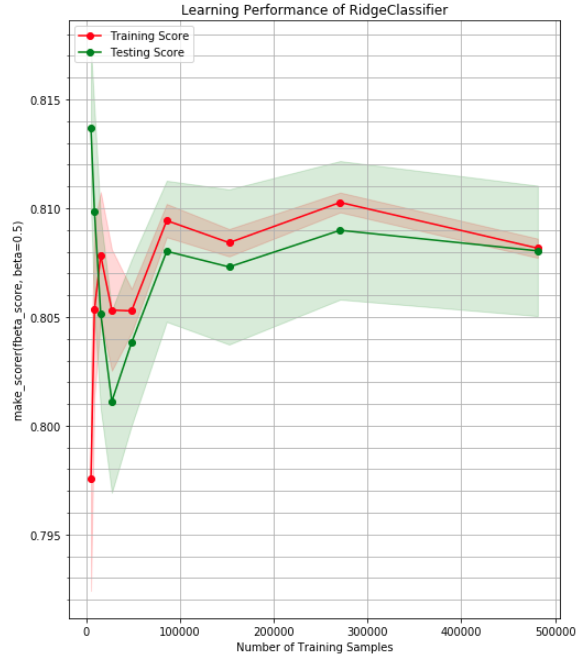 Learning Performance of RidgeClassifier
Training Score
Testing Score
make_scorer(fbeta_score, beta=0.5)
0.815
0.810
0.805
0.800
0.795
0 100000 200000 300000 400000 500000
Number of Training Samples